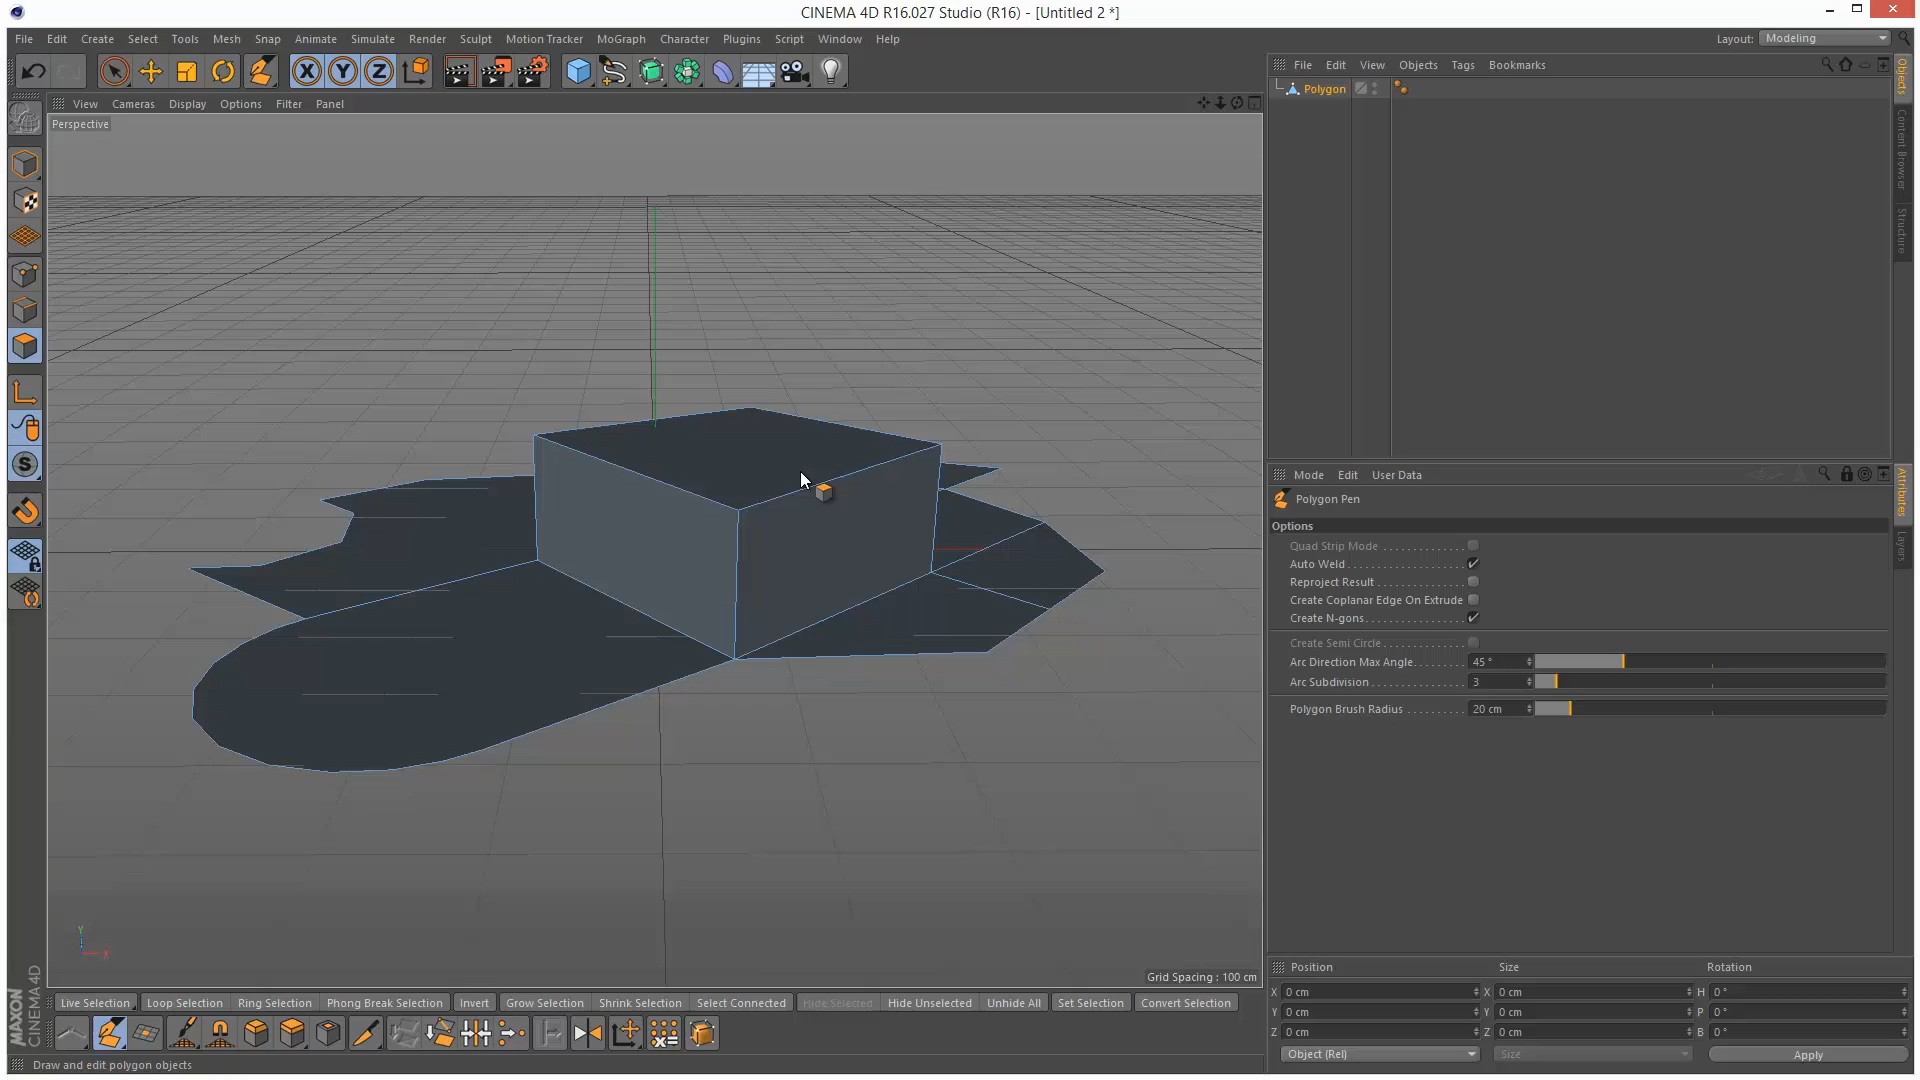 CINEMA 4D R16.027 Studio (R16) - [Untitled 2 *]
File Edit Create Select Tools Mesh Snap Animate Simulate Render Sculpt Motion Tracker MoGraph Character Plugins Script Window Help
Layout: Modeling
View Cameras Display Options Filter Panel
Perspective
File Edit View Objects Tags Bookmarks
Polygon
Objects
Content Browser
Structure
Mode Edit User Data
Polygon Pen
Options
Quad Strip Mode
Auto Weld
Reproject Result
Create Coplanar Edge On Extrude
Create N-gons
Create Semi Circle
Arc Direction Max Angle 45 °
Arc Subdivision 3
Polygon Brush Radius 20 cm
Attributes
Layers
Y
X
Grid Spacing : 100 cm
Position Size Rotation
X 0 cm X 0 cm H 0 °
Y 0 cm Y 0 cm P 0 °
Z 0 cm Z 0 cm B 0 °
Object (Rel) Size Apply
Live Selection Loop Selection Ring Selection Phong Break Selection Invert Grow Selection Shrink Selection Select Connected Hide Selected Hide Unselected Unhide All Set Selection Convert Selection
MAXON
CINEMA 4D
Draw and edit polygon objects